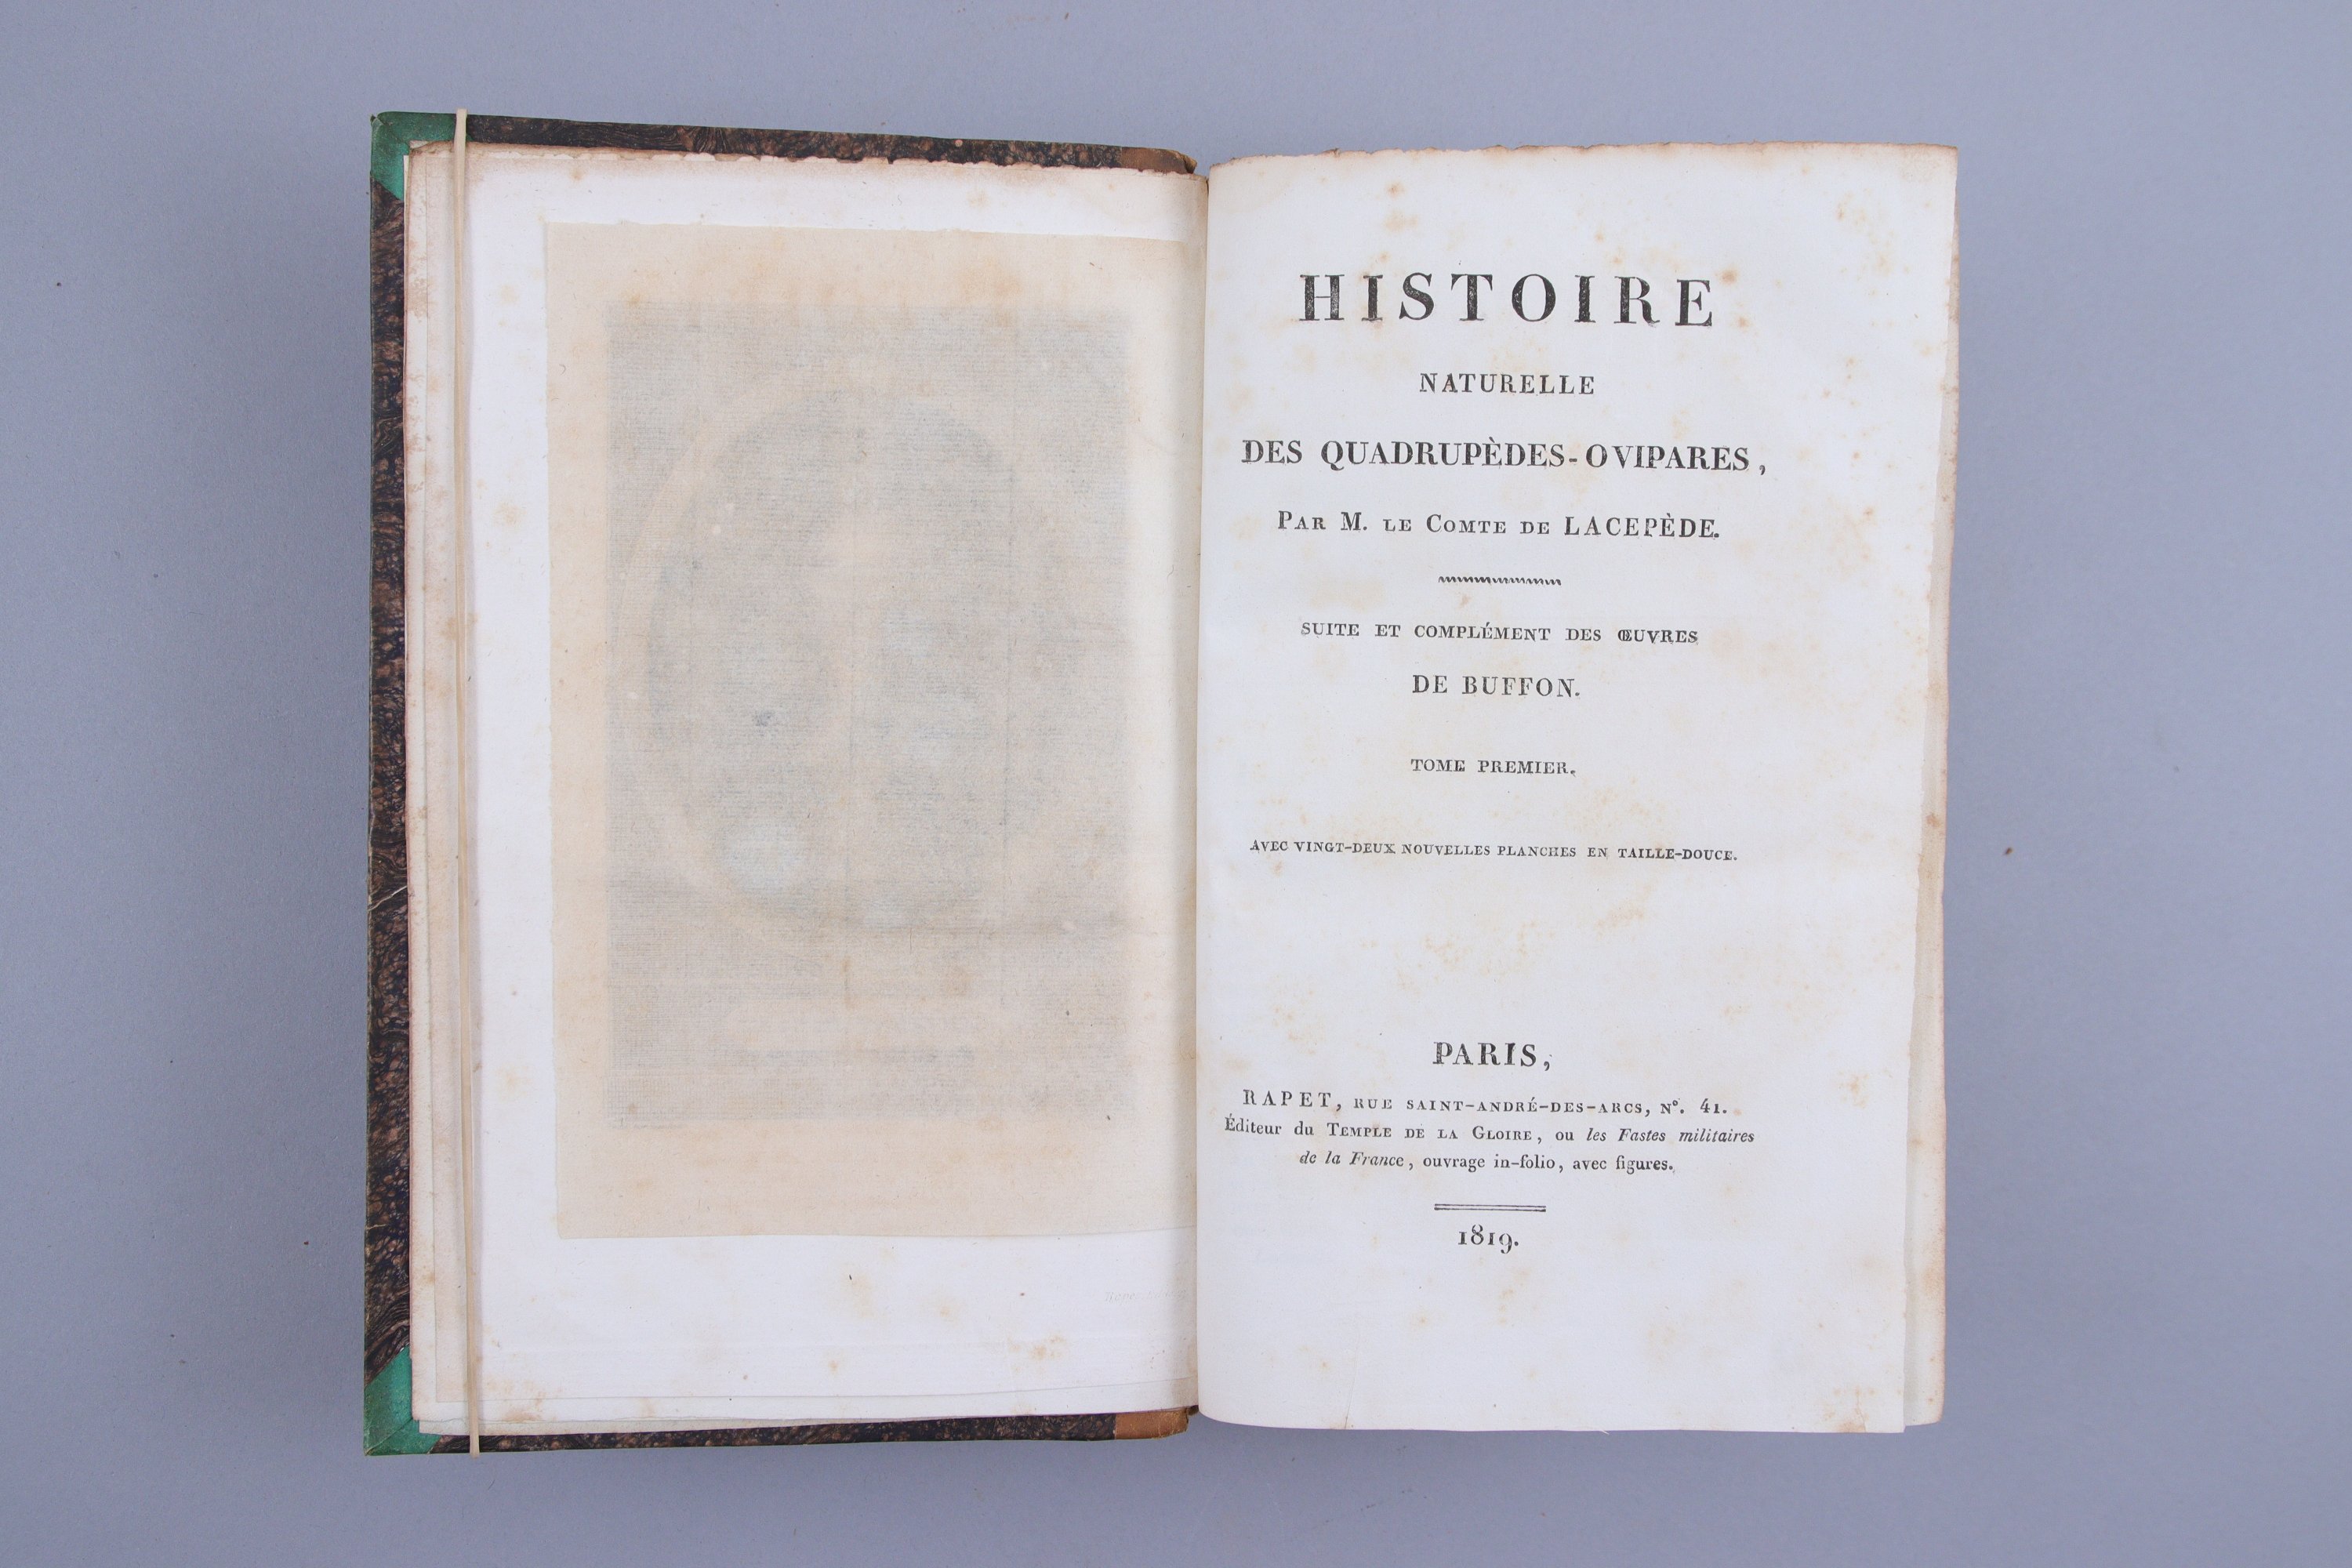 HISTOIRE
NATURELLE
DES QUADRUPÈDES-OVIPARES,
PAR M. LE COMTE DE LACEPÈDE.
SUITE ET COMPLÉMENT DES ŒUVRES
DE BUFFON.
TOME PREMIER.
AVEC VINGT-DEUX NOUVELLES PLANCHES EN TAILLE-DOUCE.
PARIS,
RAPET, RUE SAINT-ANDRÉ-DES-ARCS, N°. 41.
Éditeur du TEMPLE DE LA GLOIRE, ou les Fastes militaires
de la France, ouvrage in-folio, avec figures.
1819.